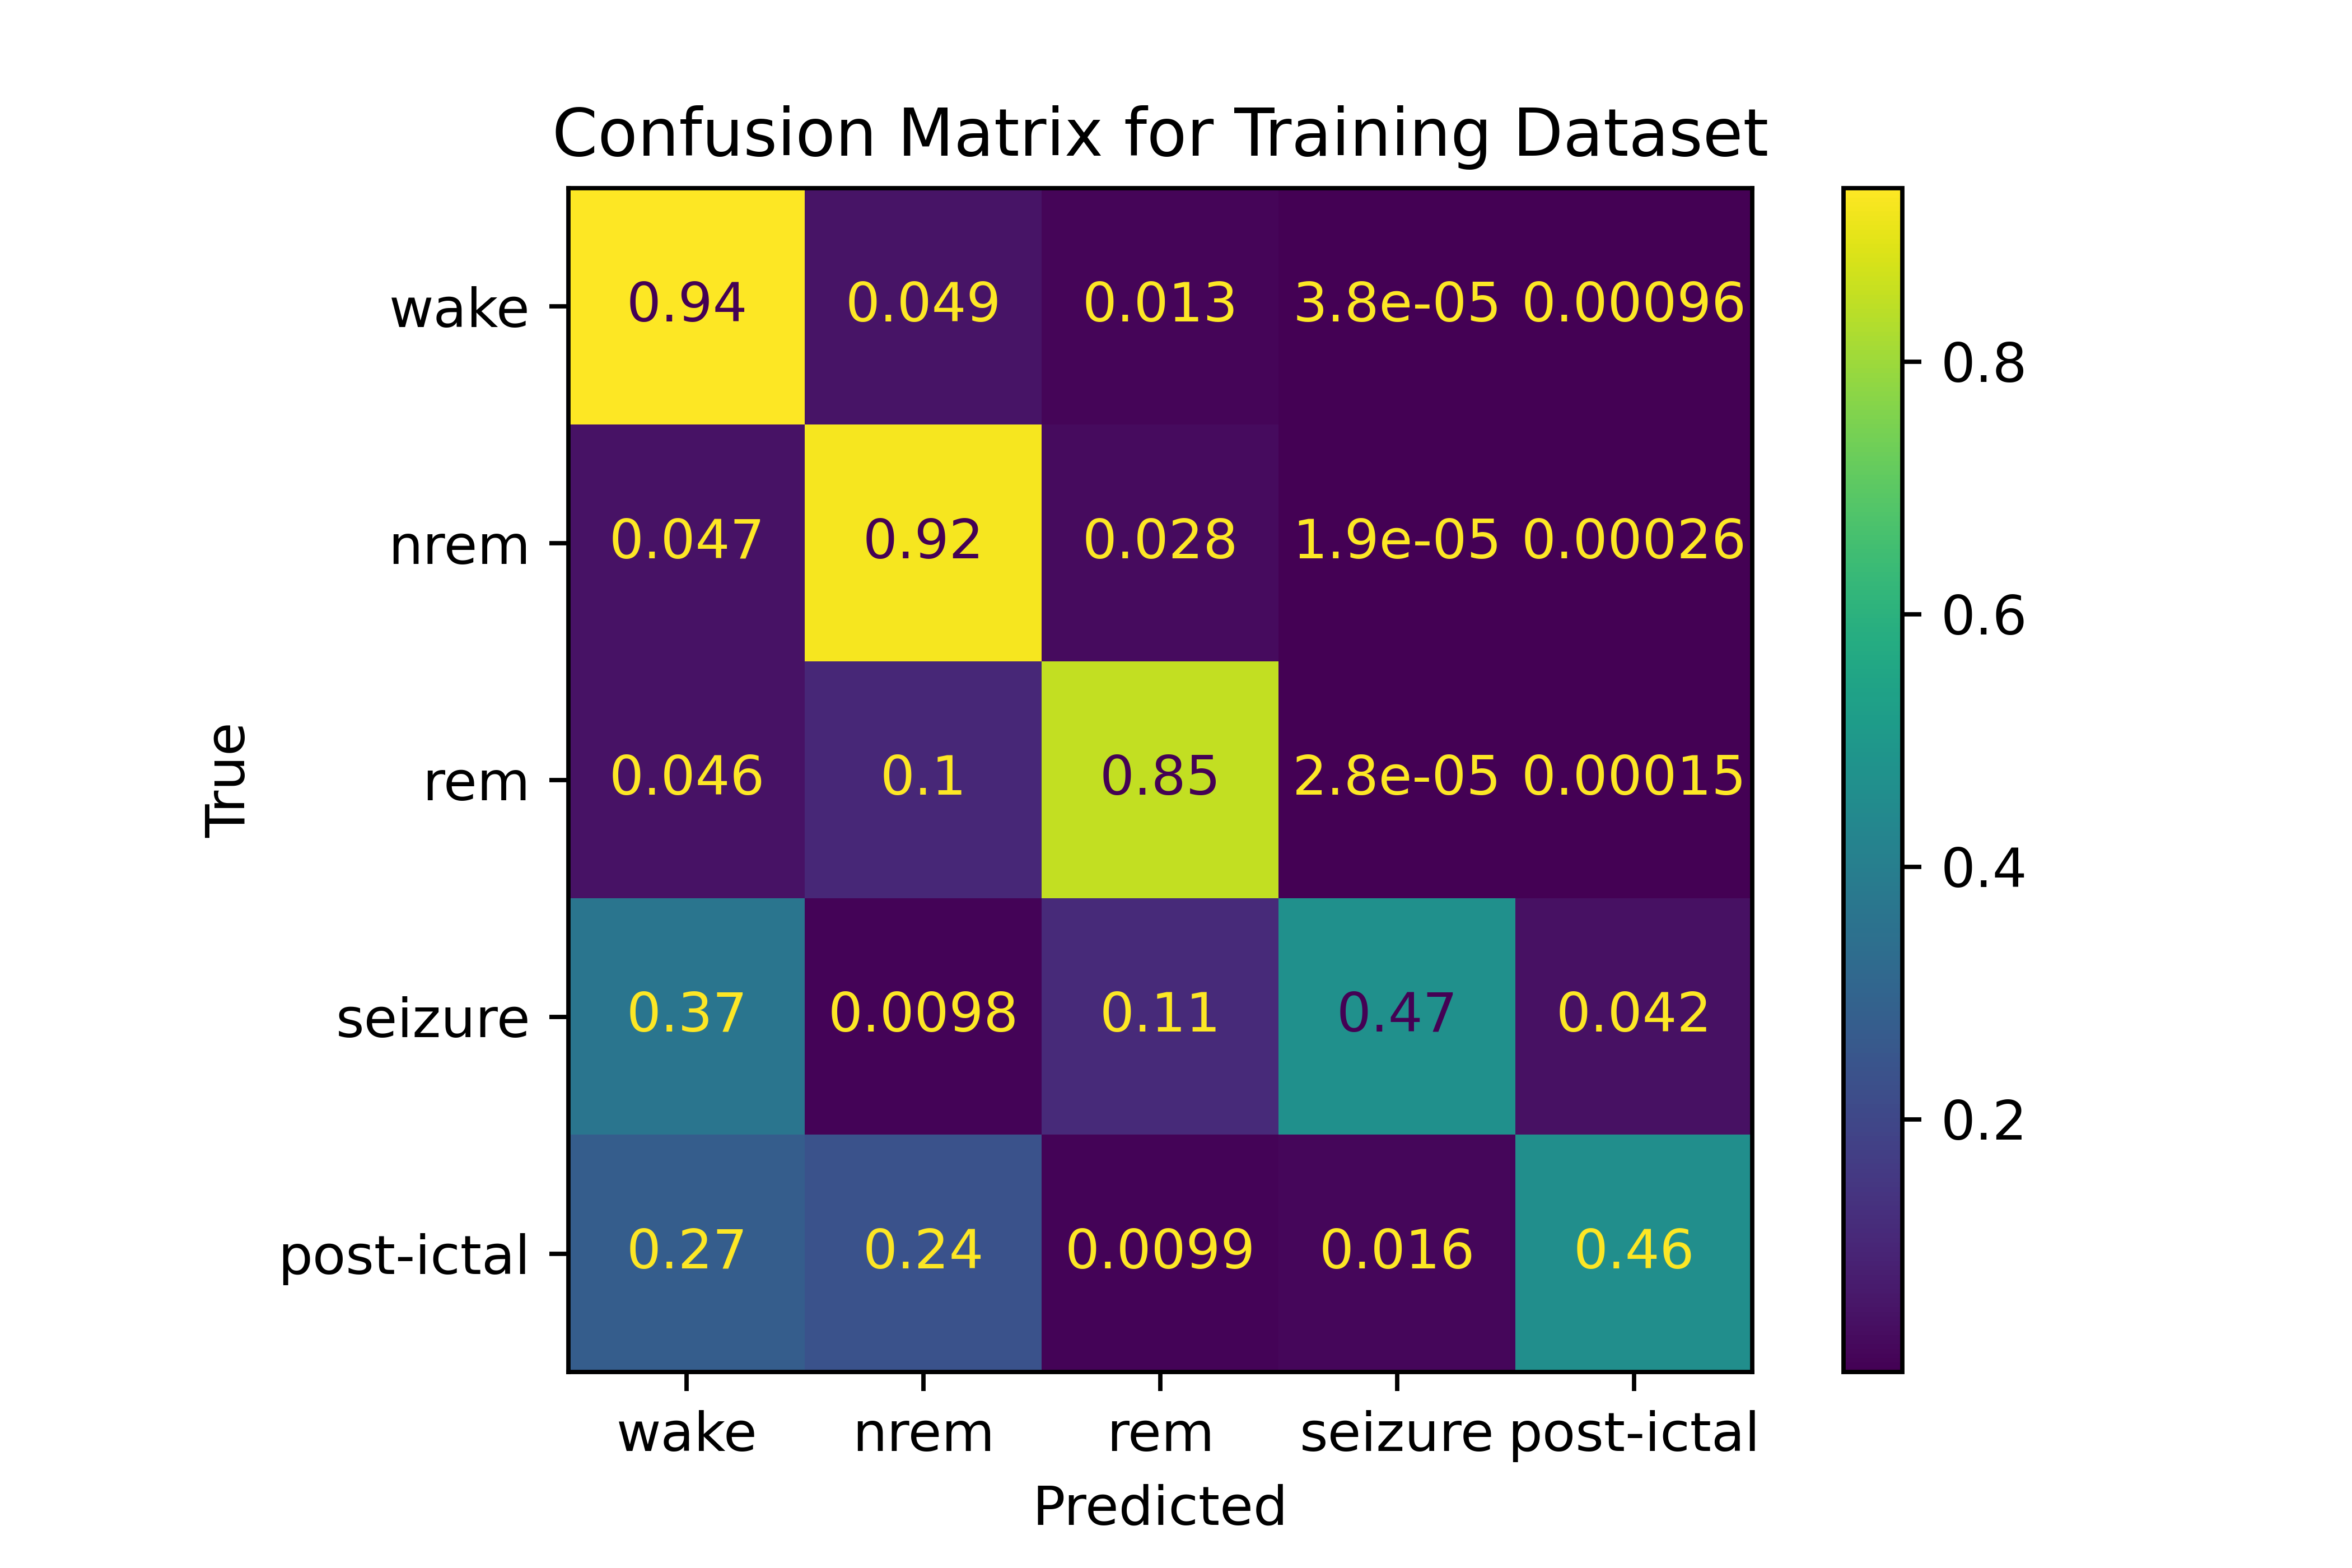 Confusion Matrix for Training Dataset
wake 0.94 0.049 0.013 3.8e-05 0.00096
nrem 0.047 0.92 0.028 1.9e-05 0.00026
rem 0.046 0.1 0.85 2.8e-05 0.00015
seizure 0.37 0.0098 0.11 0.47 0.042
post-ictal 0.27 0.24 0.0099 0.016 0.46
wake nrem rem seizure post-ictal
Predicted
True
0.8
0.6
0.4
0.2